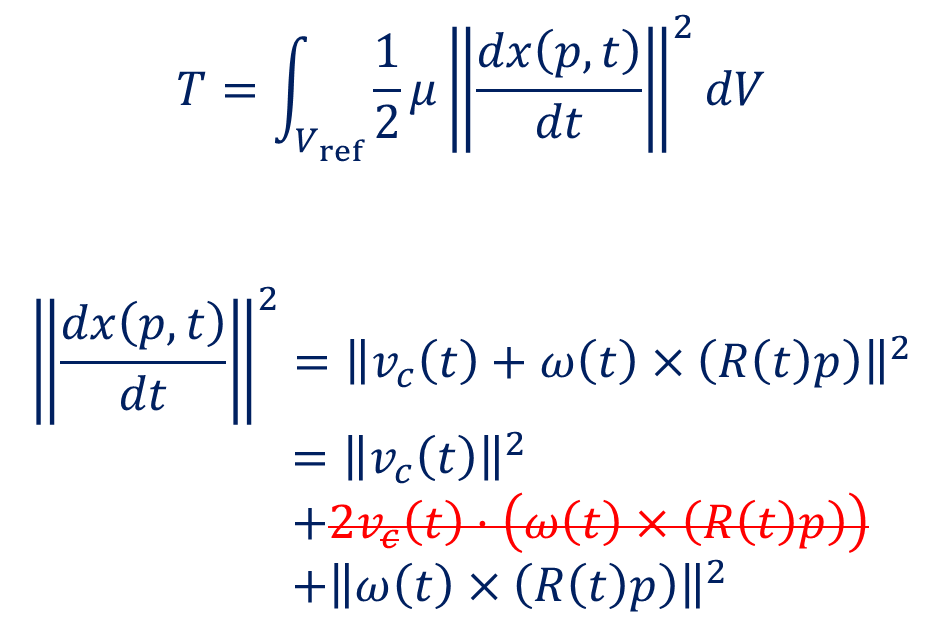 T = ∫_{V_ref} 1/2 μ ‖dx(p, t)/dt‖² dV
‖dx(p, t)/dt‖² = ‖v_c(t) + ω(t) × (R(t)p)‖²
= ‖v_c(t)‖²
+2v_c(t) · (ω(t) × (R(t)p))
+‖ω(t) × (R(t)p)‖²